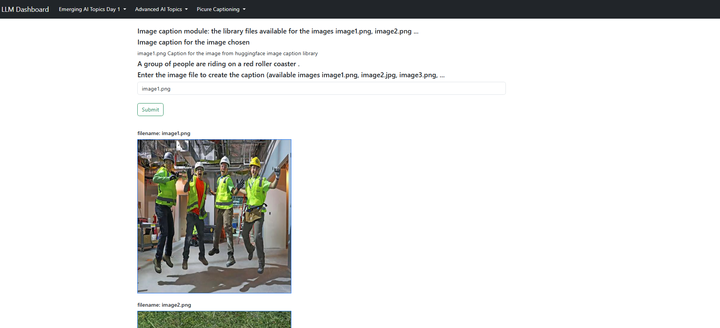 LLM Dashboard Emerging AI Topics Day 1 Advanced AI Topics Picure Captioning
Image caption module: the library files available for the images image1.png, image2.png ...
Image caption for the image chosen
image1.png Caption for the image from huggingface image caption library
A group of people are riding on a red roller coaster .
Enter the image file to create the caption (available images image1.png, image2.jpg, image3.png, ...
image1.png
Submit
filename: image1.png
filename: image2.png